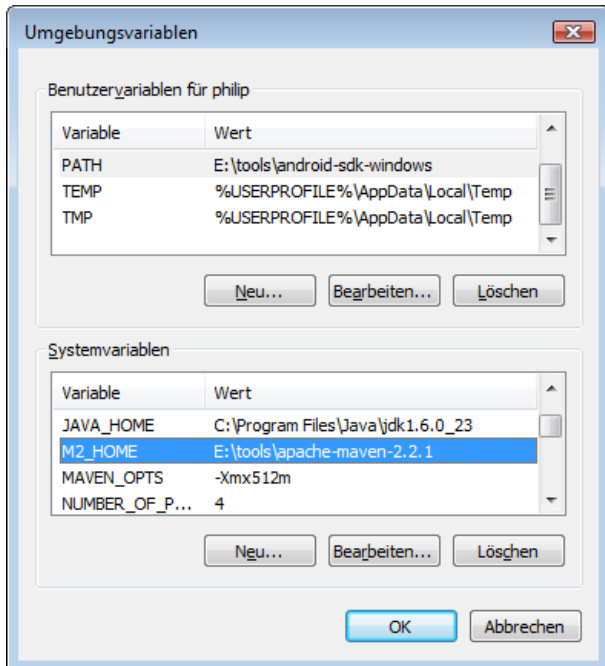 Umgebungsvariablen
Benutzervariablen für philip
Variable Wert
PATH E:\tools\android-sdk-windows
TEMP %USERPROFILE%\AppData\Local\Temp
TMP %USERPROFILE%\AppData\Local\Temp
Neu... Bearbeiten... Löschen
Systemvariablen
Variable Wert
JAVA_HOME C:\Program Files\Java\jdk1.6.0_23
M2_HOME E:\tools\apache-maven-2.2.1
MAVEN_OPTS -Xmx512m
NUMBER_OF_P... 4
Neu... Bearbeiten... Löschen
OK Abbrechen